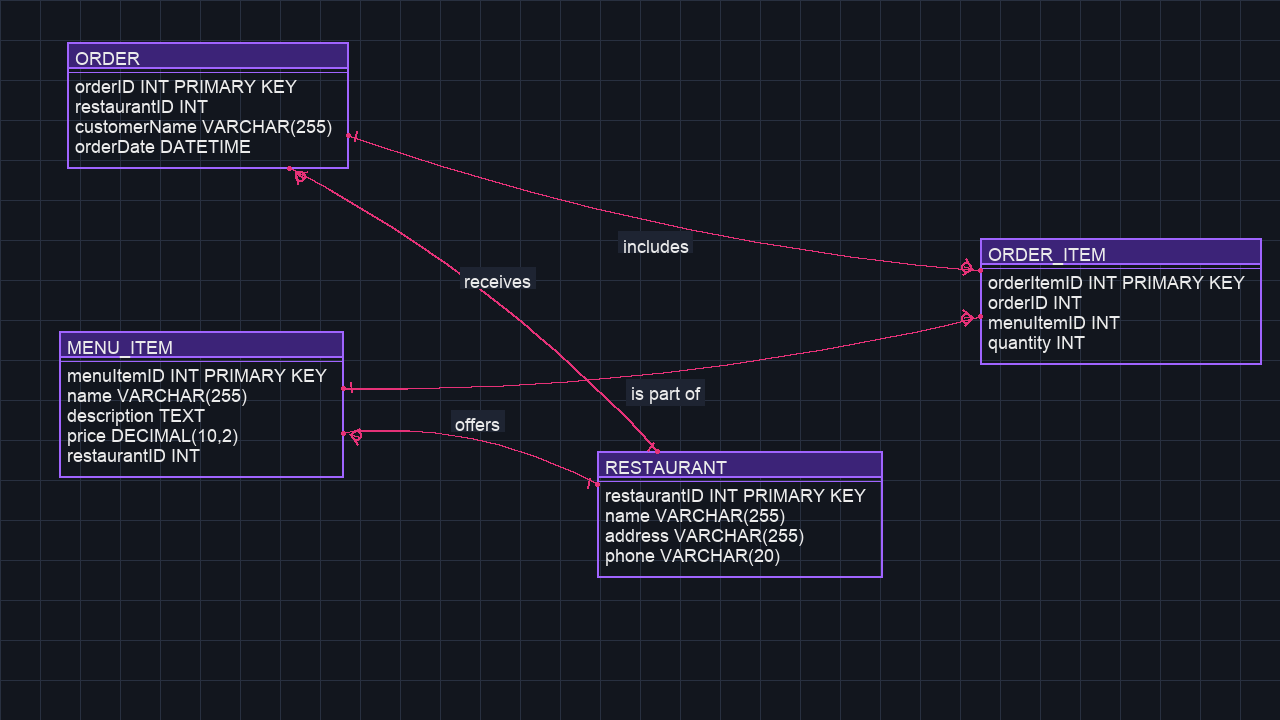 ORDER
orderID INT PRIMARY KEY
restaurantID INT
customerName VARCHAR(255)
orderDate DATETIME
includes
ORDER_ITEM
orderItemID INT PRIMARY KEY
orderID INT
menuItemID INT
quantity INT
receives
MENU_ITEM
menuItemID INT PRIMARY KEY
name VARCHAR(255)
description TEXT
price DECIMAL(10,2)
restaurantID INT
is part of
offers
RESTAURANT
restaurantID INT PRIMARY KEY
name VARCHAR(255)
address VARCHAR(255)
phone VARCHAR(20)